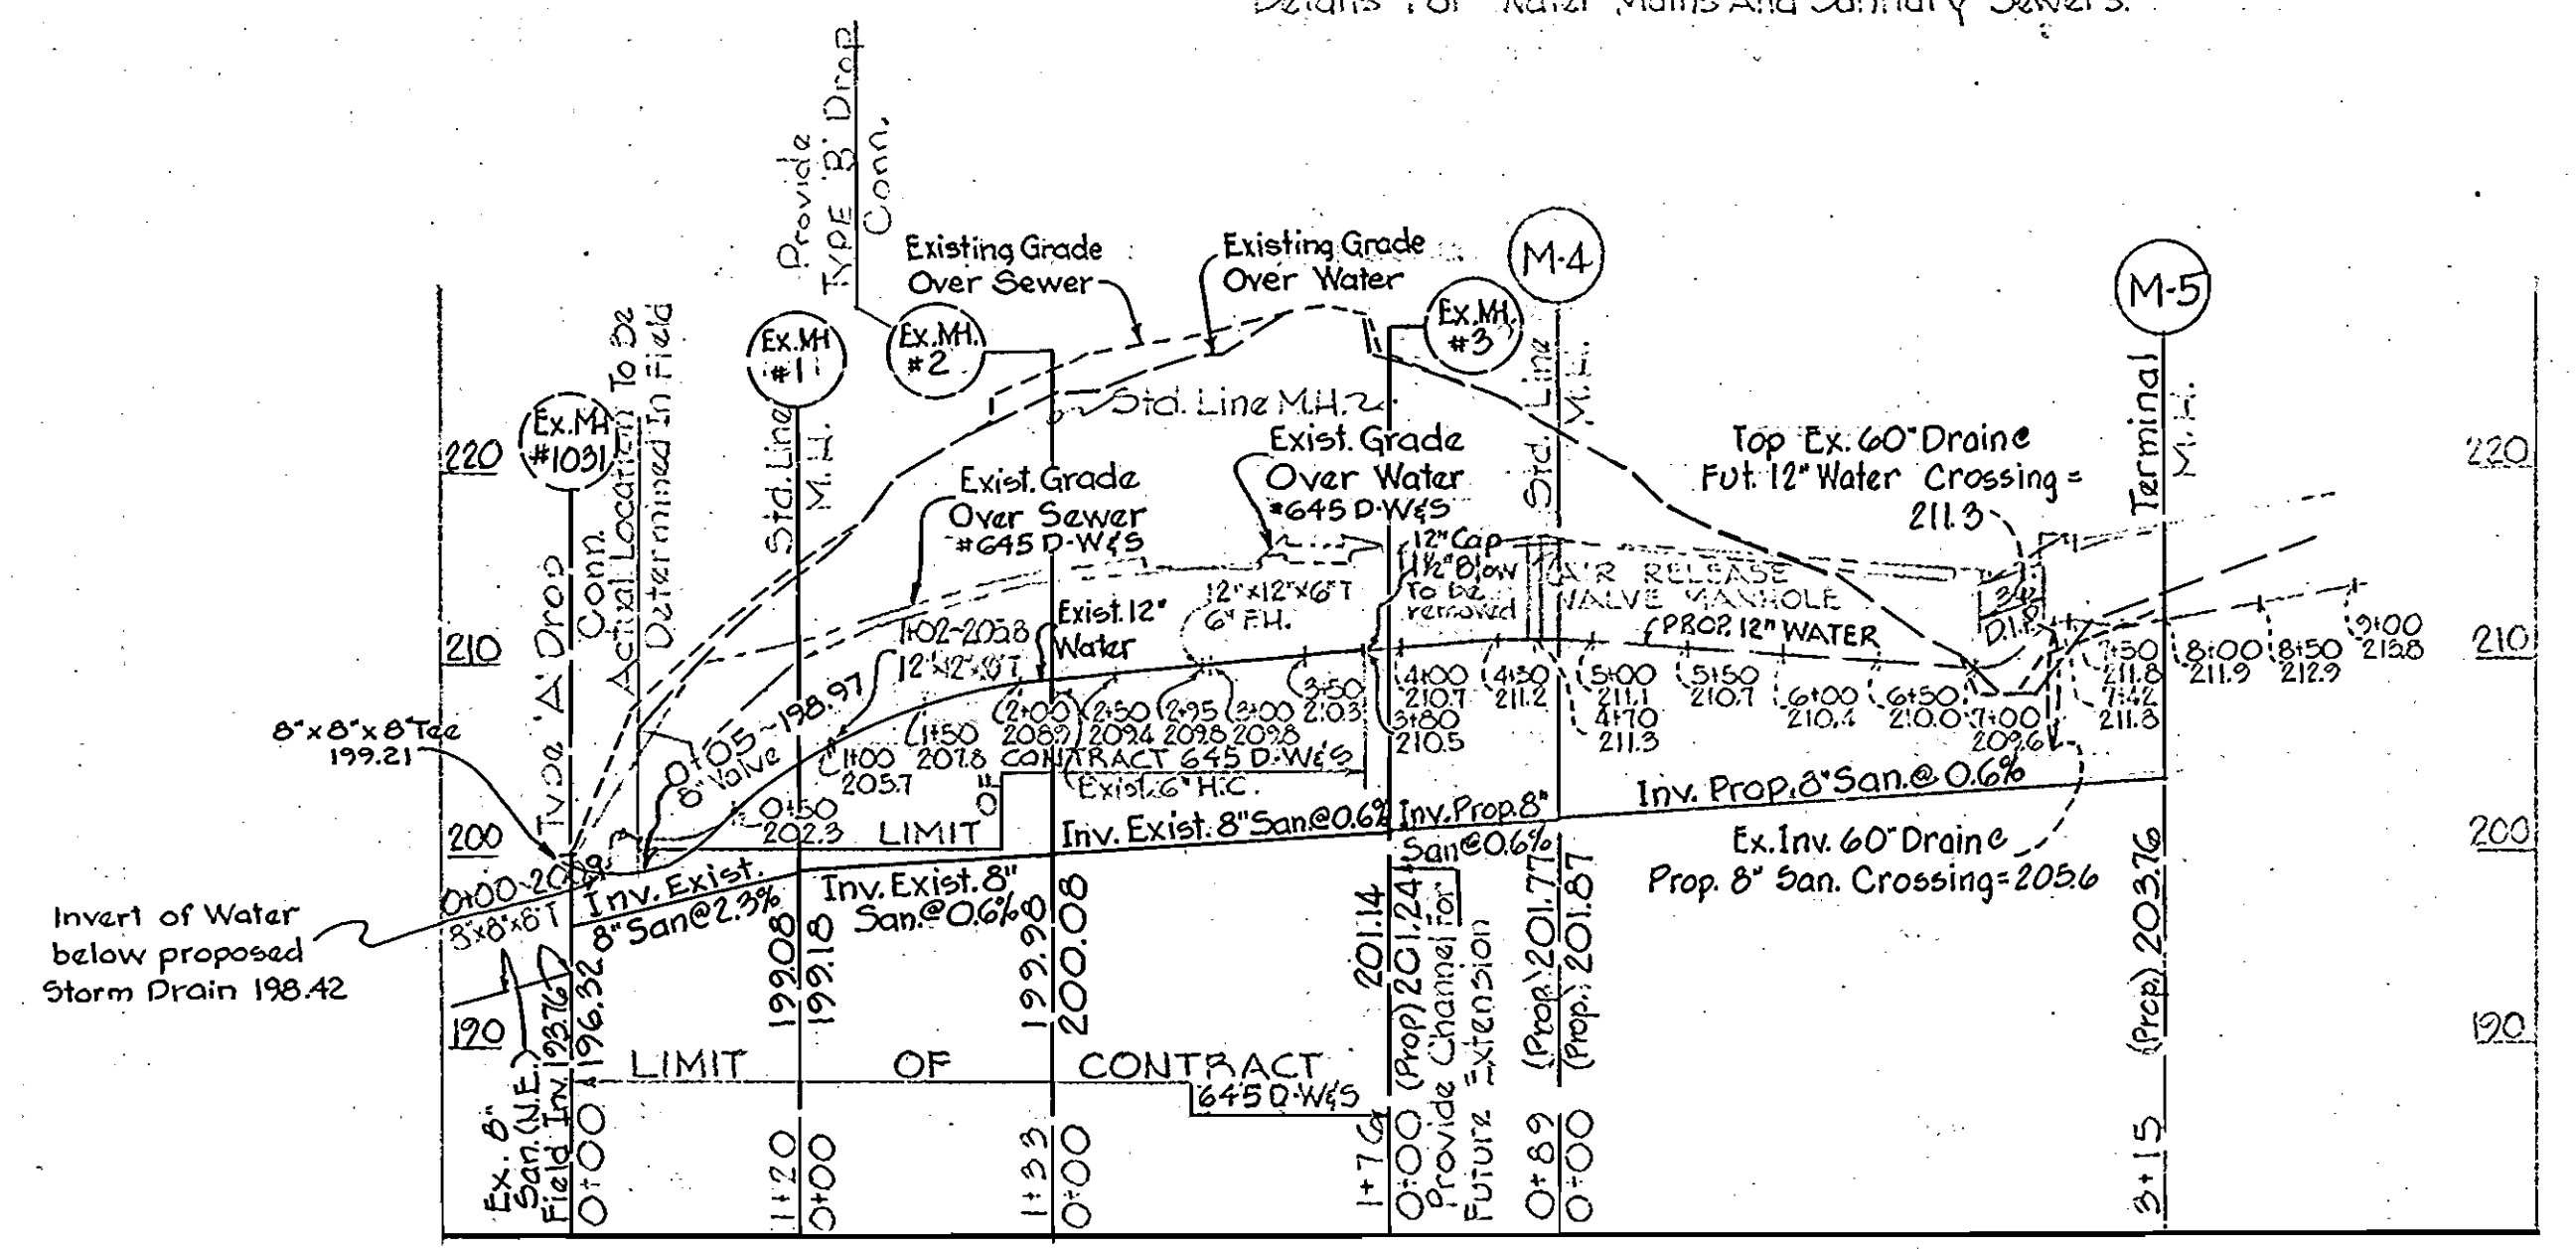 Details For Water Mains And Sanitary Sewers.
Provide
TYPE 'B' Drop
Conn.
Existing Grade
Over Sewer
Existing Grade
Over Water
M-4
M-5
Ex.MH.
#3
Ex.MH
#1
Ex.MH.
#2
Ex.MH
#1031
Type 'A' Drop
Conn.
Actual Location To Be
Determined In Field
Std. Line
M.H.
Std. Line M.H.
Std. Line
M.H.
Terminal
M.H.
220
210
200
190
220
210
200
190
Exist. Grade
Over Sewer
#645 D-W&S
Exist. Grade
Over Water
#645 D-W&S
12" Cap
1½" Blow
To be
removed
AIR RELEASE
VALVE MANHOLE
PROP. 12" WATER
Top Ex. 60" Drain @
Fut. 12" Water Crossing =
211.3
D.I.P.
12"x12"x6"T
6" F.H.
Exist. 12"
Water
1+02-205.8
0+05-198.97
8" Valve
8"x8"x8" Tee
199.21
0+50
202.3
1+00
205.7
1+50
207.8
2+00
208.9
2+50
209.4
2+95
209.8
3+00
209.8
3+50
210.3
3+80
210.5
4+00
210.7
4+50
211.2
4+70
211.3
5+00
211.1
5+50
210.7
6+00
210.4
6+50
210.0
7+00
209.6
7+42
211.8
7+50
211.8
8+00
211.9
8+50
212.9
9+00
213.8
LIMIT OF CONTRACT 645 D-W&S
Exist. 6" H.C.
Inv. Exist.
8" San @ 2.3%
Inv. Exist. 8"
San. @ 0.6%
Inv. Exist. 8" San @ 0.6%
Inv. Prop. 8"
San @ 0.6%
Inv. Prop. 8" San. @ 0.6%
Ex. Inv. 60" Drain @
Prop. 8" San. Crossing = 205.6
Invert of Water
below proposed
Storm Drain 198.42
8"x8"x6"T
Ex. 8"
San. (N.E.)
Field Inv. 193.76
196.32
199.08
199.18
199.98
200.08
201.14
(Prop) 201.24
Provide Channel For
Future Extension
(Prop.) 201.77
(Prop.) 201.87
(Prop.) 203.76
LIMIT OF CONTRACT
645 D-W&S
0+00
1+20
0+00
1+33
0+00
1+76
0+00
0+89
0+00
3+15